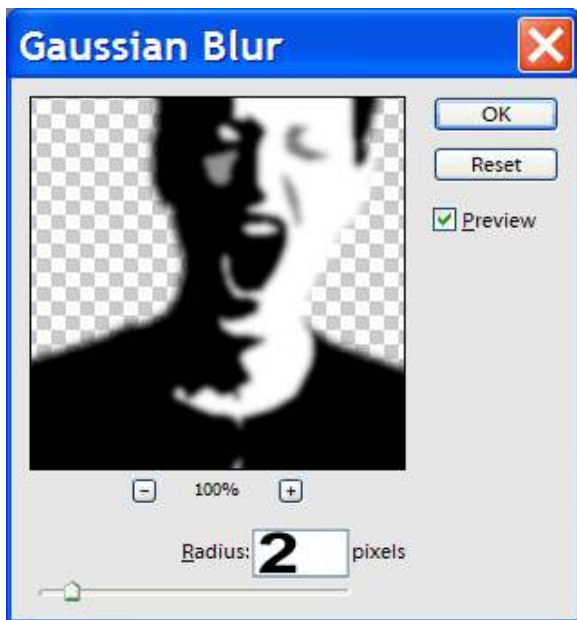 Gaussian Blur
OK
Reset
Preview
- 100% +
Radius: 2 pixels